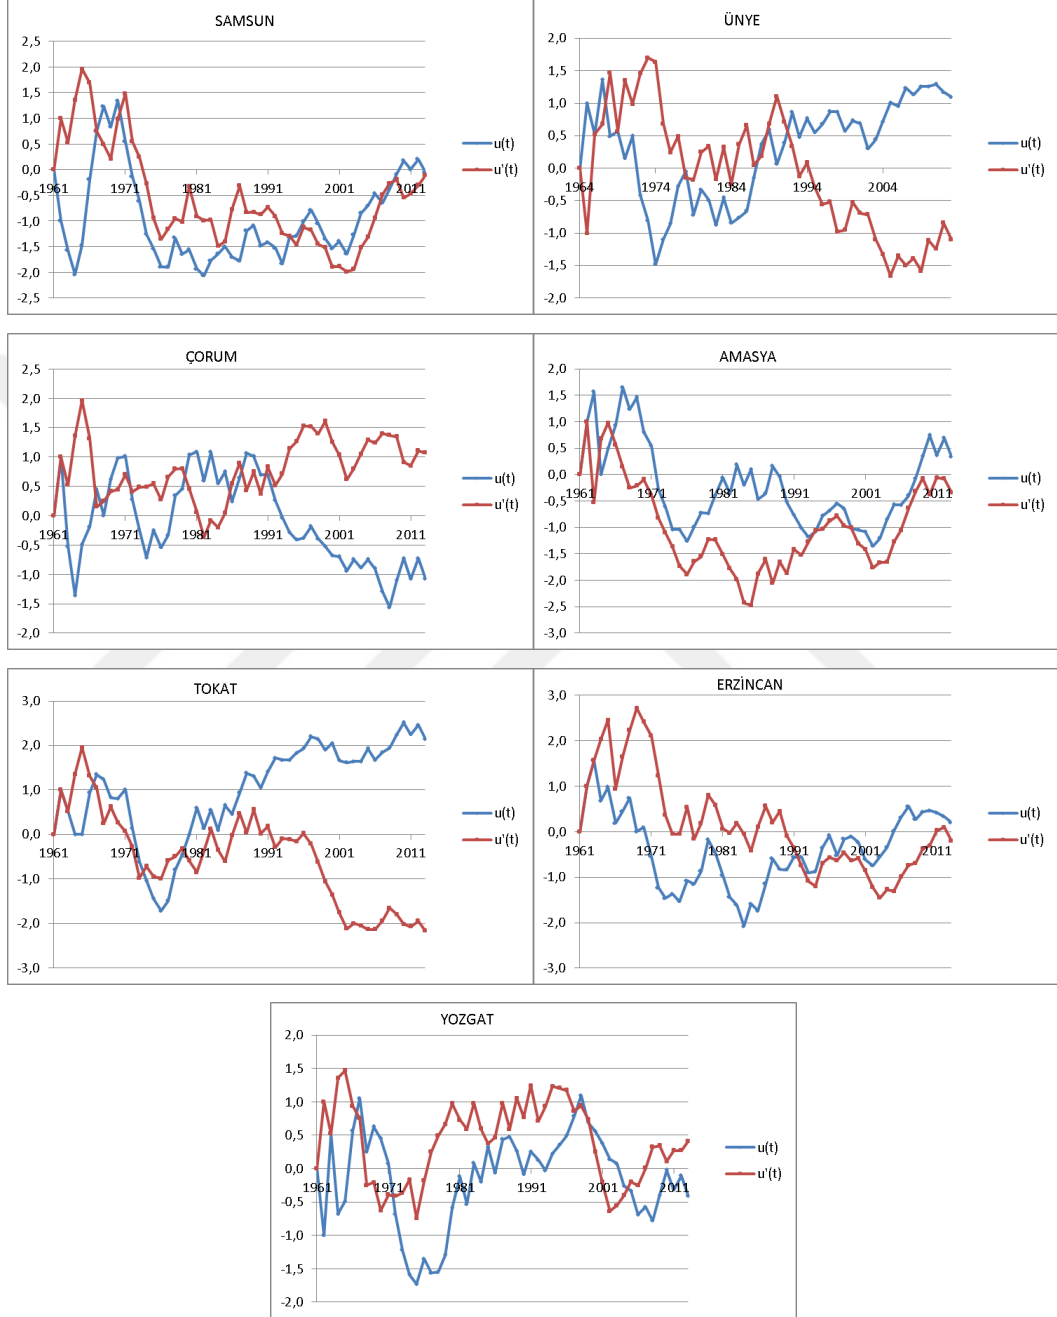 SAMSUN
2,5
2,0
1,5
1,0
0,5
0,0
-0,5
-1,0
-1,5
-2,0
-2,5
1961 1971 1981 1991 2001 2011
u(t)
u'(t)
ÜNYE
2,0
1,5
1,0
0,5
0,0
-0,5
-1,0
-1,5
-2,0
1964 1974 1984 1994 2004
u(t)
u'(t)
ÇORUM
2,5
2,0
1,5
1,0
0,5
0,0
-0,5
-1,0
-1,5
-2,0
1961 1971 1981 1991 2001 2011
u(t)
u'(t)
AMASYA
2,0
1,5
1,0
0,5
0,0
-0,5
-1,0
-1,5
-2,0
-2,5
-3,0
1961 1971 1981 1991 2001 2011
u(t)
u'(t)
TOKAT
3,0
2,0
1,0
0,0
-1,0
-2,0
-3,0
1961 1971 1981 1991 2001 2011
u(t)
u'(t)
ERZİNCAN
3,0
2,0
1,0
0,0
-1,0
-2,0
-3,0
1961 1971 1981 1991 2001 2011
u(t)
u'(t)
YOZGAT
2,0
1,5
1,0
0,5
0,0
-0,5
-1,0
-1,5
-2,0
1961 1971 1981 1991 2001 2011
u(t)
u'(t)